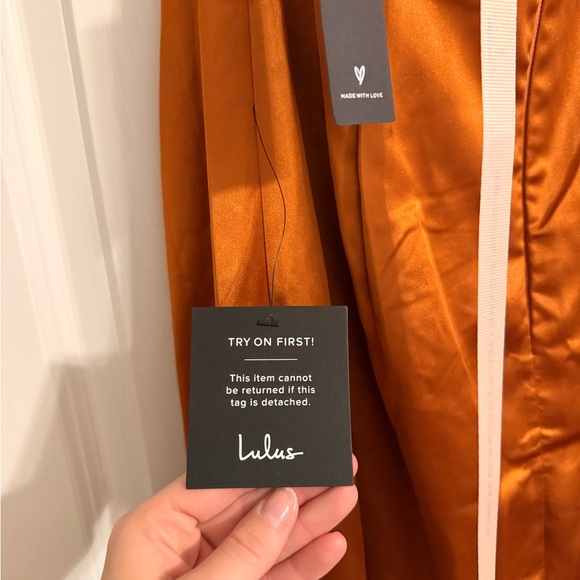 MADE WITH LOVE
TRY ON FIRST!
This item cannot
be returned if this
tag is detached.
Lulus